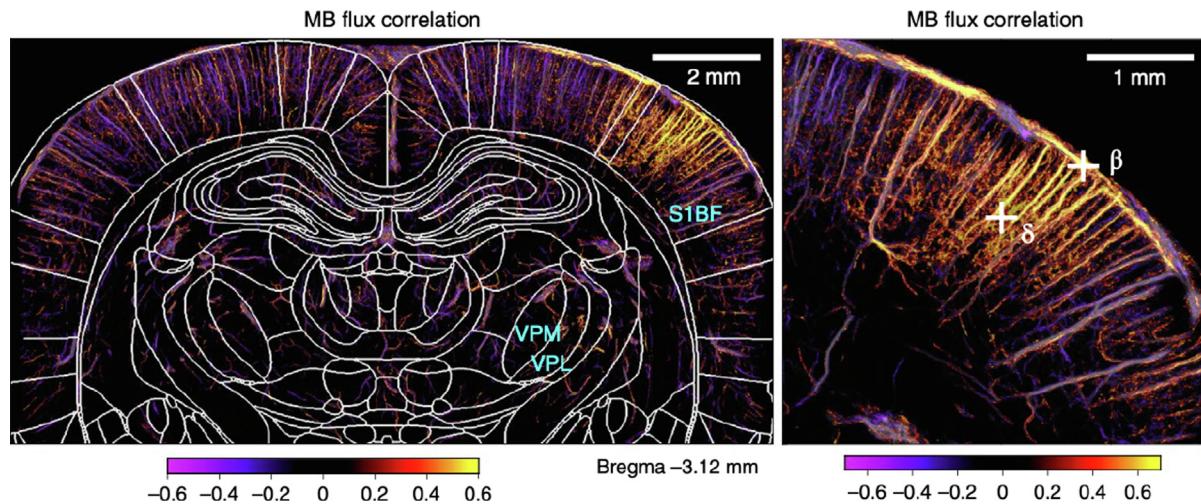 MB flux correlation
2 mm
S1BF
VPM
VPL
−0.6 −0.4 −0.2 0 0.2 0.4 0.6
Bregma −3.12 mm
MB flux correlation
1 mm
β
δ
−0.6 −0.4 −0.2 0 0.2 0.4 0.6